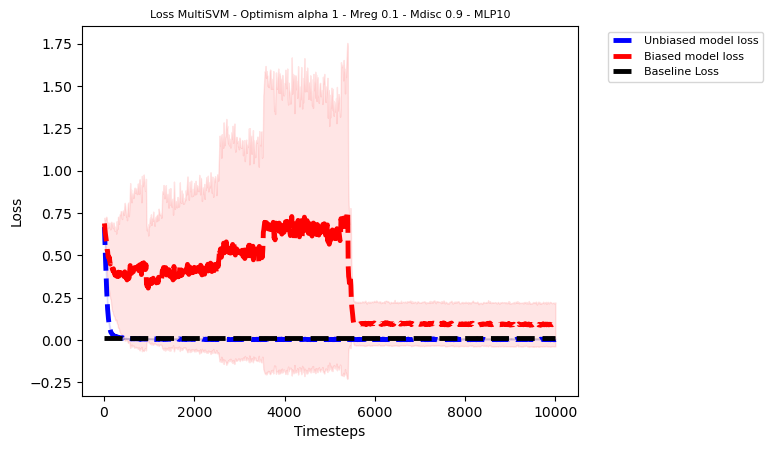 Loss MultiSVM - Optimism alpha 1 - Mreg 0.1 - Mdisc 0.9 - MLP10
Unbiased model loss
Biased model loss
Baseline Loss
1.75
1.50
1.25
1.00
0.75
0.50
0.25
0.00
−0.25
Loss
0 2000 4000 6000 8000 10000
Timesteps